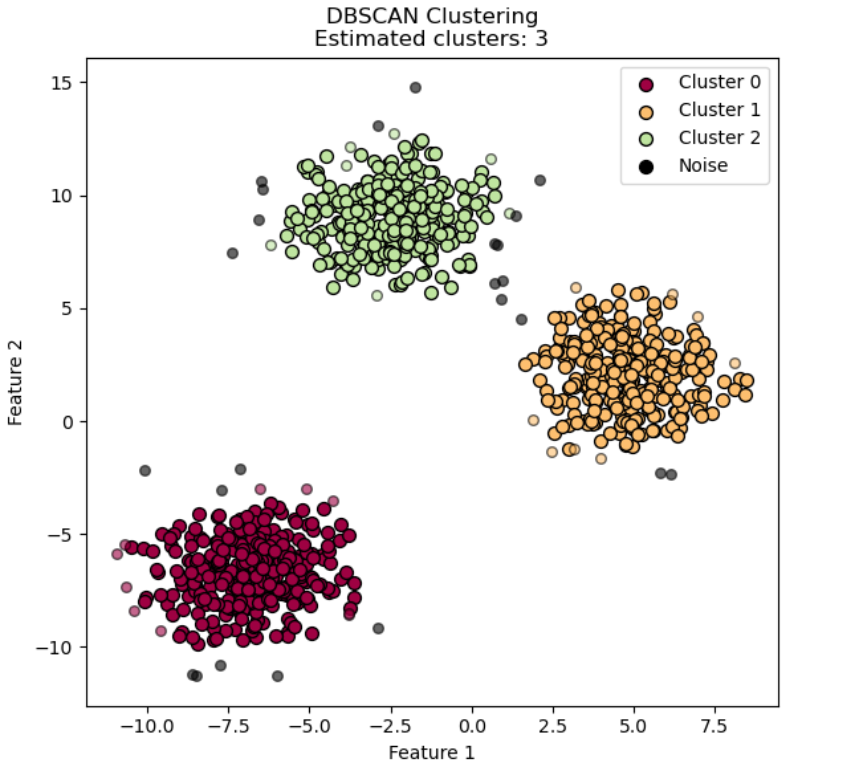 DBSCAN Clustering
Estimated clusters: 3
Cluster 0
Cluster 1
Cluster 2
Noise
15
10
5
0
−5
−10
Feature 2
−10.0 −7.5 −5.0 −2.5 0.0 2.5 5.0 7.5
Feature 1